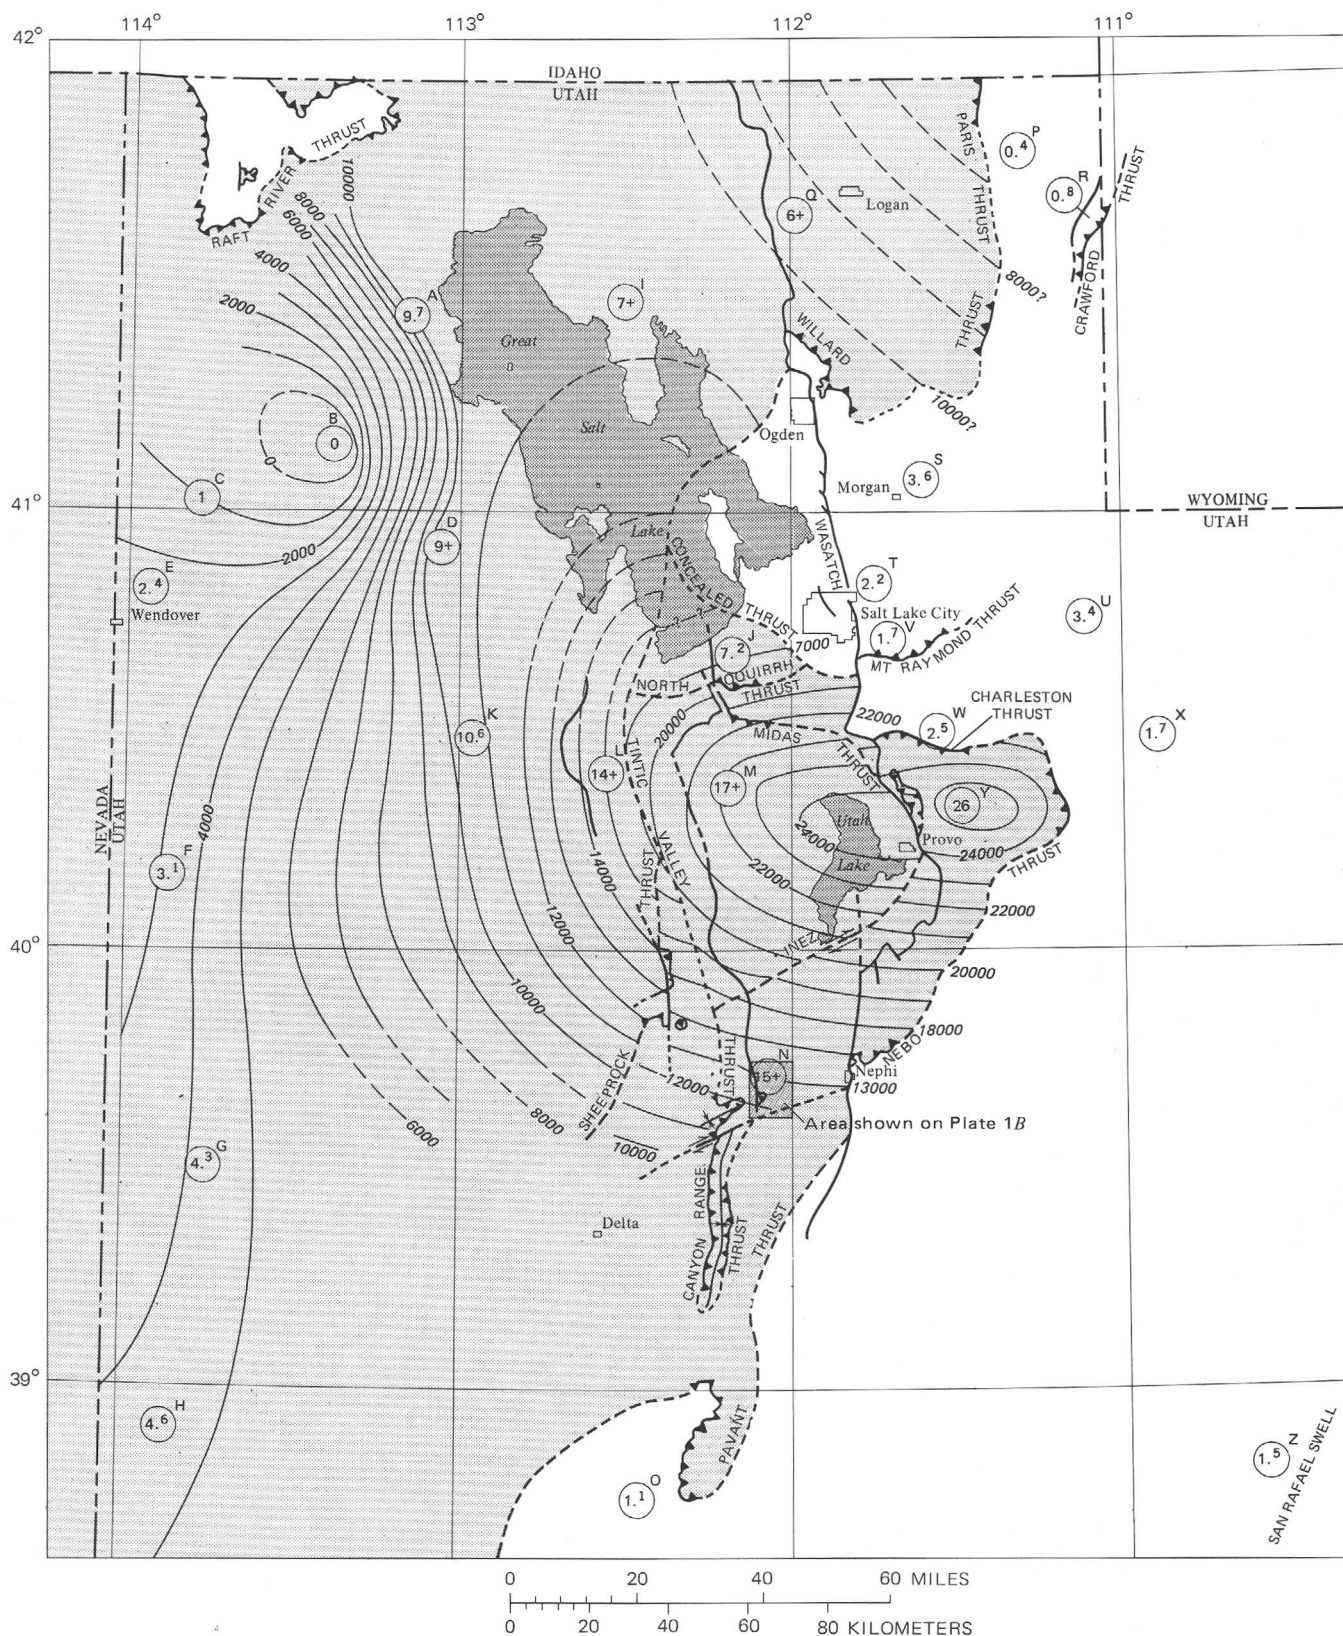 114° 113° 112° 111°
42°
IDAHO
UTAH
RAFT RIVER THRUST
PARIS THRUST
0.4 P
R
0.8
CRAWFORD THRUST
10000
8000
6000
4000
2000
Q
6+
Logan
9.7 A
7+ I
Great
Salt
Lake
8000?
THRUST
WILLARD
10000?
B
0
0
Ogden
1 C
3.6 S
Morgan
41°
WYOMING
UTAH
D
9+
2000
CONCEALED THRUST
WASATCH
2.4 E
Wendover
2.2 T
Salt Lake City
3.4 U
1.7 V
MT RAYMOND THRUST
7.2 J
7000
NORTH OQUIRRH THRUST
CHARLESTON THRUST
10.6 K
20000
22000
MIDAS THRUST
2.5 W
1.7 X
TINTIC VALLEY THRUST
14+ L
17+ M
26 Y
NEVADA
UTAH
4000
Utah
Lake
24000
Provo
24000
THRUST
3.1 F
14000
22000
22000
12000
INEZ
40°
20000
10000
18000
NEBO
THRUST
N
15+
Nephi
12000
13000
SHEEPROCK
8000
6000
Area shown on Plate 1B
10000
4.3 G
CANYON RANGE THRUST
THRUST
Delta
39°
4.6 H
PAVANT
1.1 O
1.5 Z
SAN RAFAEL SWELL
0 20 40 60 MILES
0 20 40 60 80 KILOMETERS